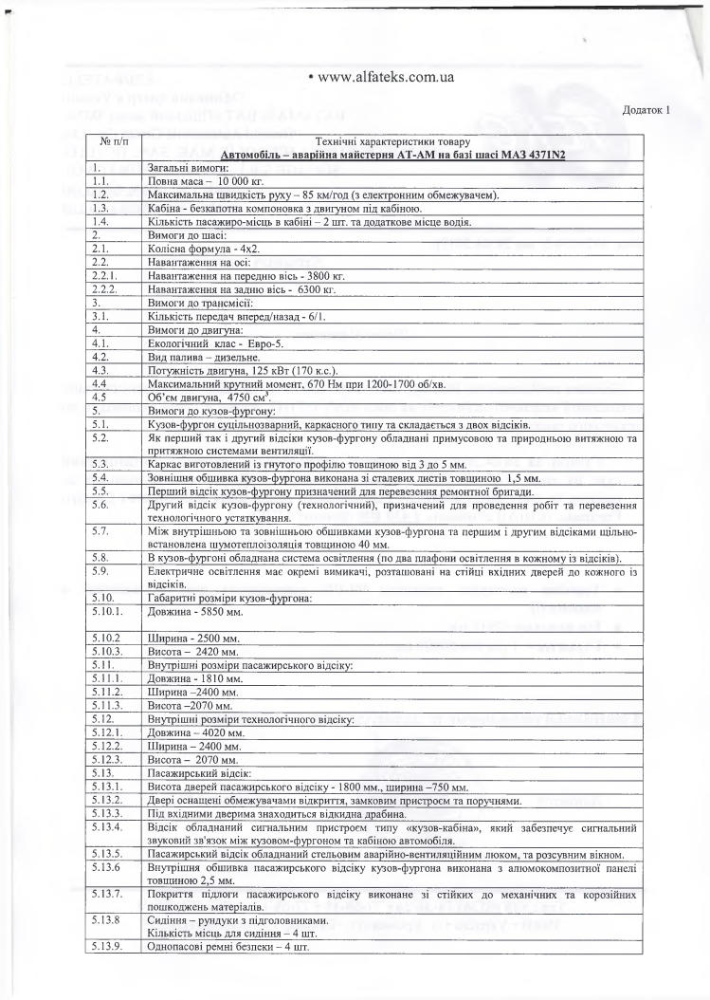 • www.alfateks.com.ua
Додаток 1
№ п/п Технічні характеристики товару
Автомобіль – аварійна майстерня АТ-АМ на базі шасі МАЗ 4371N2
1. Загальні вимоги:
1.1. Повна маса – 10 000 кг.
1.2. Максимальна швидкість руху – 85 км/год (з електронним обмежувачем).
1.3. Кабіна - безкапотна компоновка з двигуном під кабіною.
1.4. Кількість пасажиро-місць в кабіні – 2 шт. та додаткове місце водія.
2. Вимоги до шасі:
2.1. Колісна формула - 4х2.
2.2. Навантаження на осі:
2.2.1. Навантаження на передню вісь - 3800 кг.
2.2.2. Навантаження на задню вісь - 6300 кг.
3. Вимоги до трансмісії:
3.1. Кількість передач вперед/назад - 6/1.
4. Вимоги до двигуна:
4.1. Екологічний клас - Евро-5.
4.2. Вид палива – дизельне.
4.3. Потужність двигуна, 125 кВт (170 к.с.).
4.4 Максимальний крутний момент, 670 Нм при 1200-1700 об/хв.
4.5 Об’єм двигуна, 4750 см³.
5. Вимоги до кузов-фургону:
5.1. Кузов-фургон суцільнозварний, каркасного типу та складається з двох відсіків.
5.2. Як перший так і другий відсіки кузов-фургону обладнані примусовою та природньою витяжною та
притяжною системами вентиляції.
5.3. Каркас виготовлений із гнутого профілю товщиною від 3 до 5 мм.
5.4. Зовнішня обшивка кузов-фургона виконана зі сталевих листів товщиною 1,5 мм.
5.5. Перший відсік кузов-фургону призначений для перевезення ремонтної бригади.
5.6. Другий відсік кузов-фургону (технологічний), призначений для проведення робіт та перевезення
технологічного устаткування.
5.7. Між внутрішньою та зовнішньою обшивками кузов-фургона та першим і другим відсіками щільно-
встановлена шумотеплоізоляція товщиною 40 мм.
5.8. В кузов-фургоні обладнана система освітлення (по два плафони освітлення в кожному із відсіків).
5.9. Електричне освітлення має окремі вимикачі, розташовані на стійці вхідних дверей до кожного із
відсіків.
5.10. Габаритні розміри кузов-фургона:
5.10.1. Довжина - 5850 мм.
5.10.2 Ширина - 2500 мм.
5.10.3. Висота – 2420 мм.
5.11. Внутрішні розміри пасажирського відсіку:
5.11.1. Довжина - 1810 мм.
5.11.2. Ширина –2400 мм.
5.11.3. Висота –2070 мм.
5.12. Внутрішні розміри технологічного відсіку:
5.12.1. Довжина – 4020 мм.
5.12.2. Ширина – 2400 мм.
5.12.3. Висота – 2070 мм.
5.13. Пасажирський відсік:
5.13.1. Висота дверей пасажирського відсіку - 1800 мм., ширина –750 мм.
5.13.2. Двері оснащені обмежувачами відкриття, замковим пристроєм та поручнями.
5.13.3. Під вхідними дверима знаходиться відкидна драбина.
5.13.4. Відсік обладнаний сигнальним пристроєм типу «кузов-кабіна», який забезпечує сигнальний
звуковий зв'язок між кузовом-фургоном та кабіною автомобіля.
5.13.5. Пасажирський відсік обладнаний стельовим аварійно-вентиляційним люком, та розсувним вікном.
5.13.6 Внутрішня обшивка пасажирського відсіку кузов-фургона виконана з алюмокомпозитної панелі
товщиною 2,5 мм.
5.13.7. Покриття підлоги пасажирського відсіку виконане зі стійких до механічних та корозійних
пошкоджень матеріалів.
5.13.8 Сидіння – рундуки з підголовниками.
Кількість місць для сидіння – 4 шт.
5.13.9. Однопасові ремні безпеки – 4 шт.